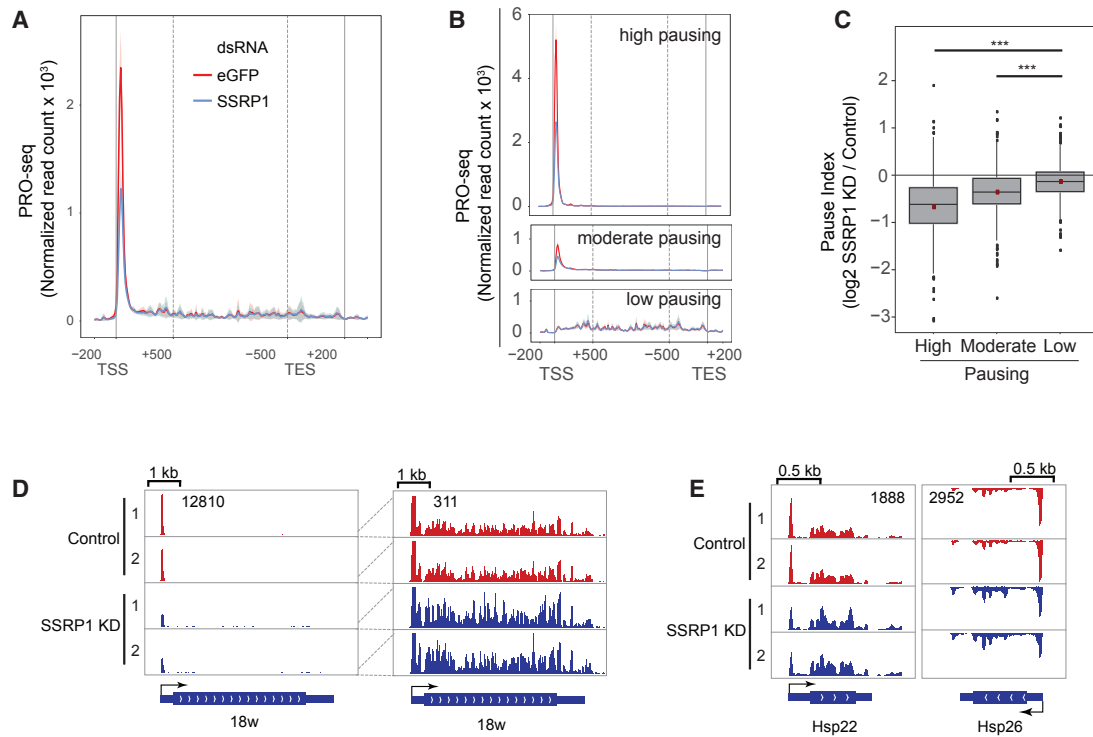 A
dsRNA
eGFP
SSRP1
PRO-seq
(Normalized read count x 10³)
2
1
0
−200
+500
−500
+200
TSS
TES
B
PRO-seq
(Normalized read count x 10³)
high pausing
6
4
2
0
moderate pausing
1
0
low pausing
1
0
−200
+500
−500
+200
TSS
TES
C
Pause Index
(log2 SSRP1 KD / Control)
***
***
2
1
0
−1
−2
−3
High
Moderate
Low
Pausing
D
1 kb
1 kb
12810
311
Control
1
2
SSRP1 KD
1
2
18w
18w
E
0.5 kb
0.5 kb
1888
2952
Control
1
2
SSRP1 KD
1
2
Hsp22
Hsp26